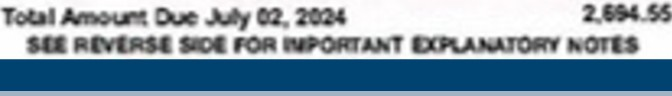 Total Amount Due July 02, 2024 2,694.55
SEE REVERSE SIDE FOR IMPORTANT EXPLANATORY NOTES